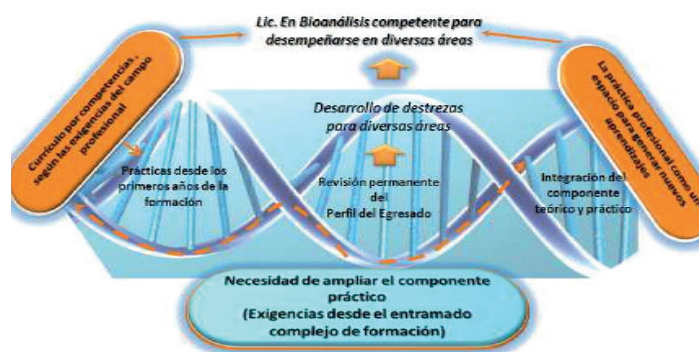 Lic. En Bioanálisis competente para
desempeñarse en diversas áreas
Currículo por competencias,
según las exigencias del campo
profesional
La práctica profesional como un
espacio para generar nuevos
aprendizajes
Desarrollo de destrezas
para diversas áreas
Prácticas desde los
primeros años de la
formación
Revisión permanente
del
Perfil del Egresado
Integración del
componente
teórico y práctico
Necesidad de ampliar el componente
práctico
(Exigencias desde el entramado
complejo de formación)